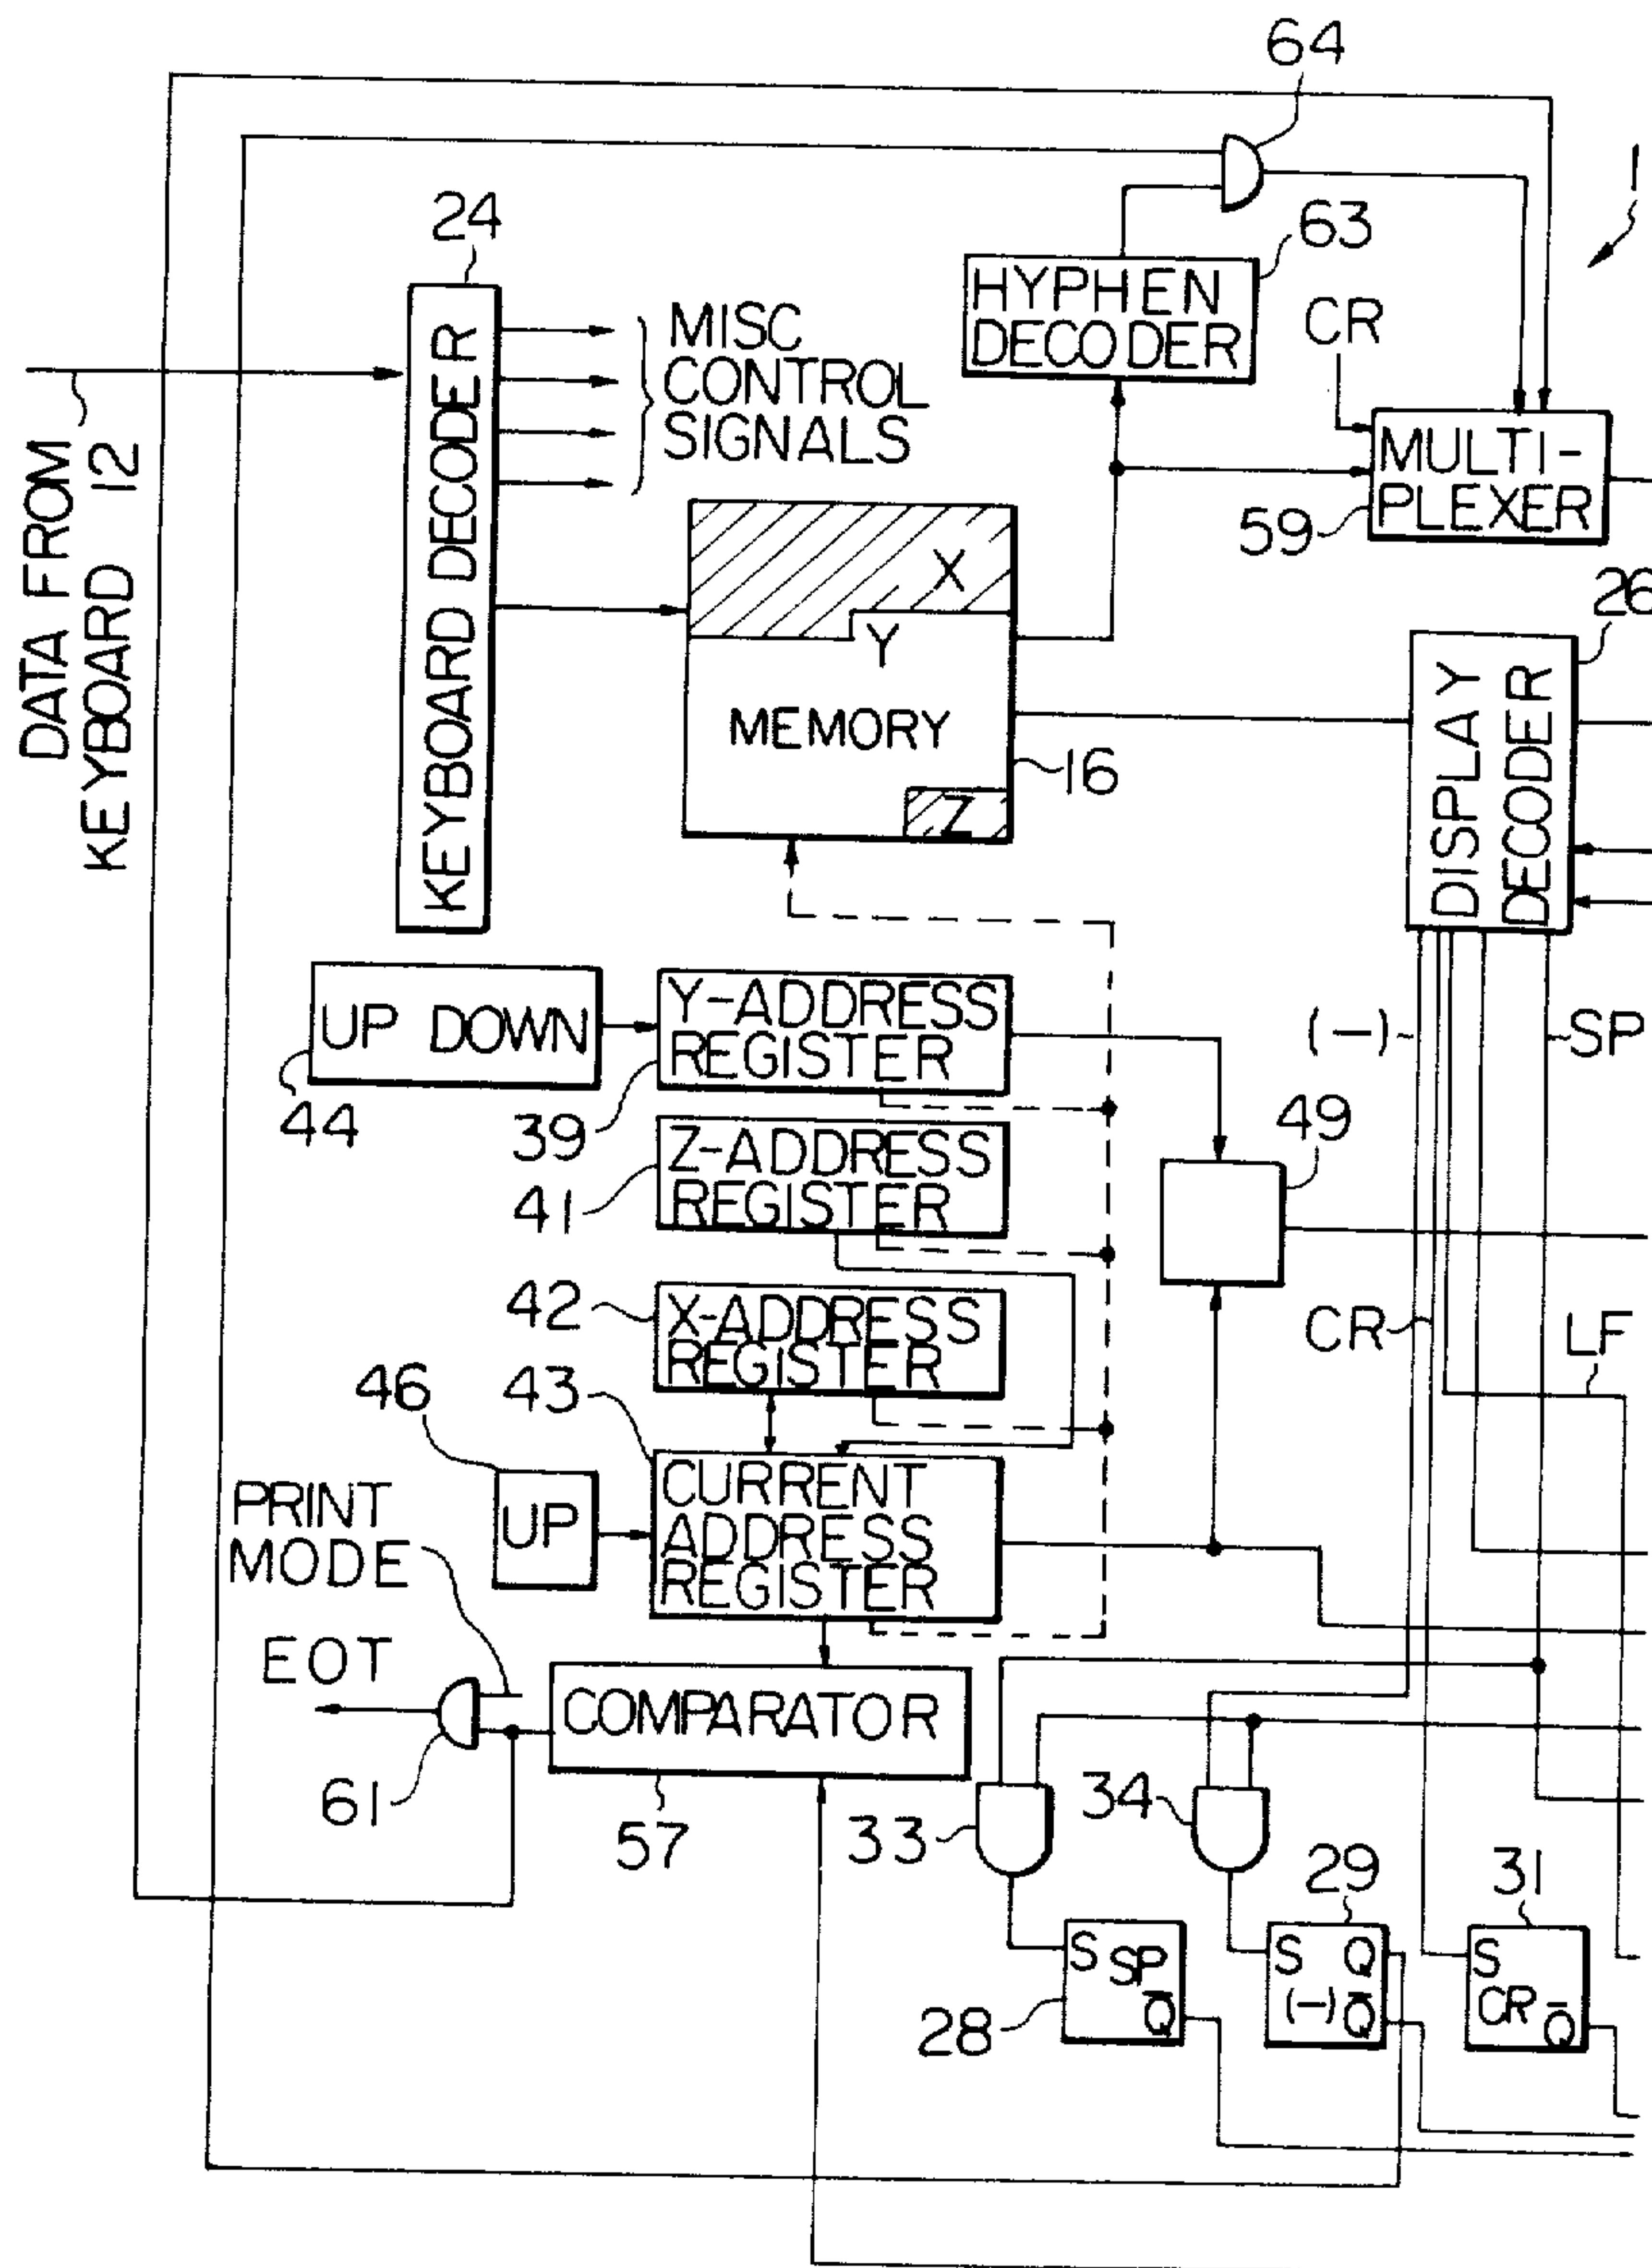 64
24
63
HYPHEN
DECODER
MISC
CONTROL
SIGNALS
CR
MULTI-
PLEXER
59
DATA FROM
KEYBOARD 12
KEYBOARD DECODER
X
Y
MEMORY
Z
16
26
DISPLAY
DECODER
UP DOWN
44
Y-ADDRESS
REGISTER
39
(-)
SP
Z-ADDRESS
REGISTER
41
49
42
X-ADDRESS
REGISTER
CR
LF
46
43
UP
CURRENT
ADDRESS
REGISTER
PRINT
MODE
EOT
COMPARATOR
61
57
33
34
29
31
S SP
Q̅
28
S Q
(-) Q̅
S
CR Q̅